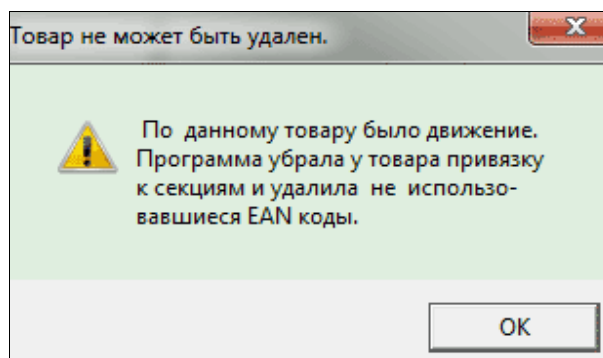 Товар не может быть удален.
По данному товару было движение.
Программа убрала у товара привязку
к секциям и удалила не использо-
вавшиеся EAN коды.
OK